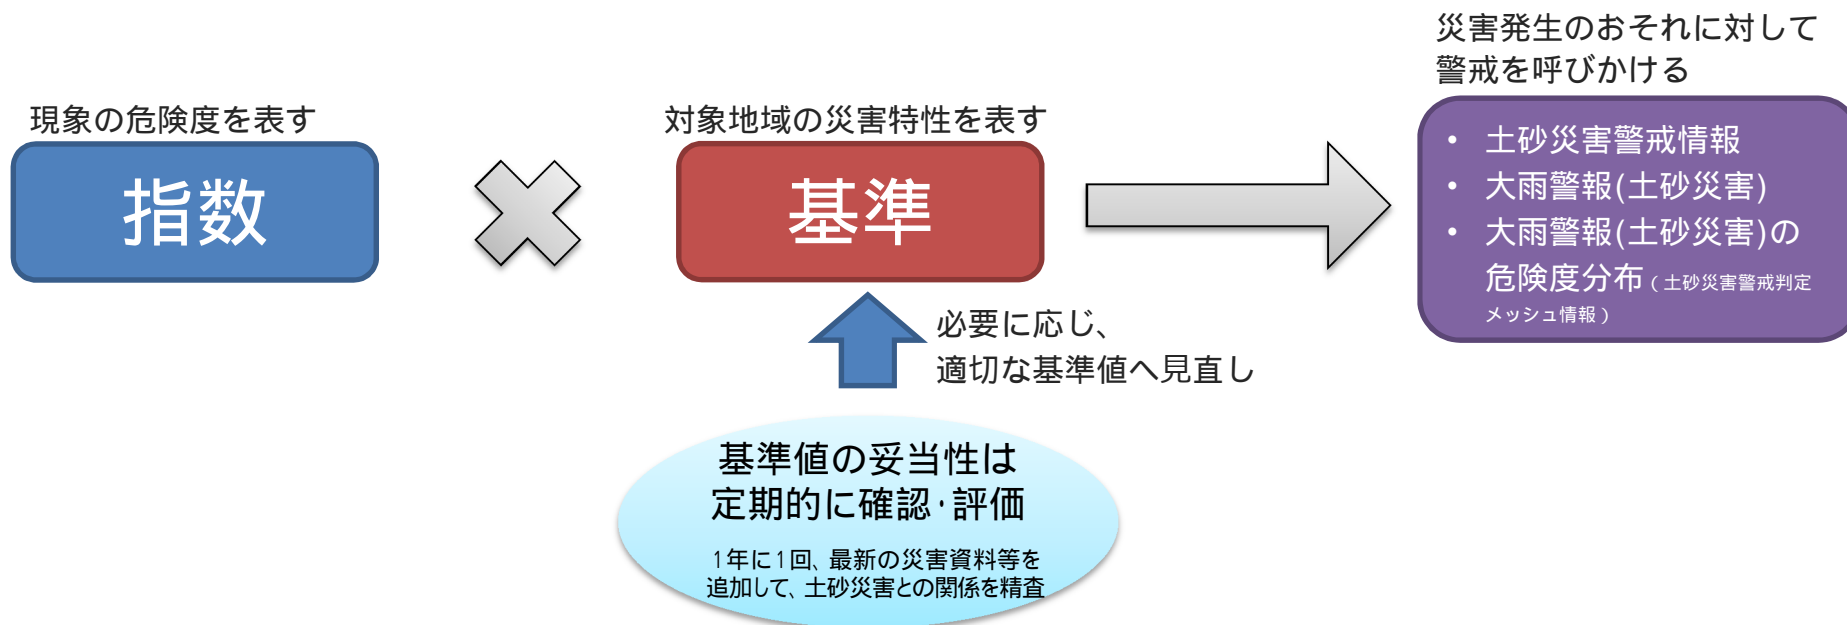 現象の危険度を表す
指数
対象地域の災害特性を表す
基準
必要に応じ、
適切な基準値へ見直し
基準値の妥当性は
定期的に確認・評価
1年に1回、最新の災害資料等を
追加して、土砂災害との関係を精査
災害発生のおそれに対して
警戒を呼びかける
• 土砂災害警戒情報
• 大雨警報(土砂災害)
• 大雨警報(土砂災害)の
危険度分布(土砂災害警戒判定
メッシュ情報)